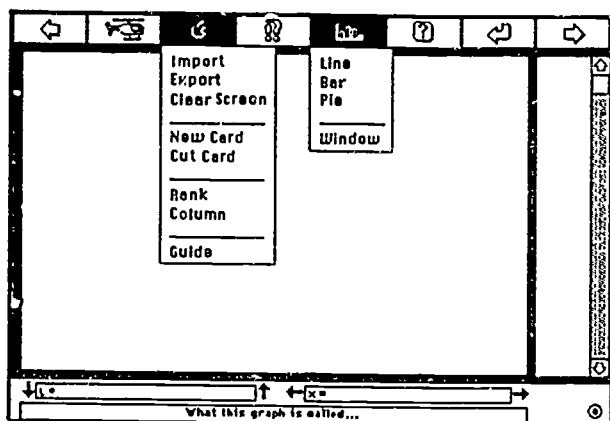 Import
Export
Clear Screen
New Card
Cut Card
Rank
Column
Guide
Line
Bar
Pie
Window
x=
What this graph is called...